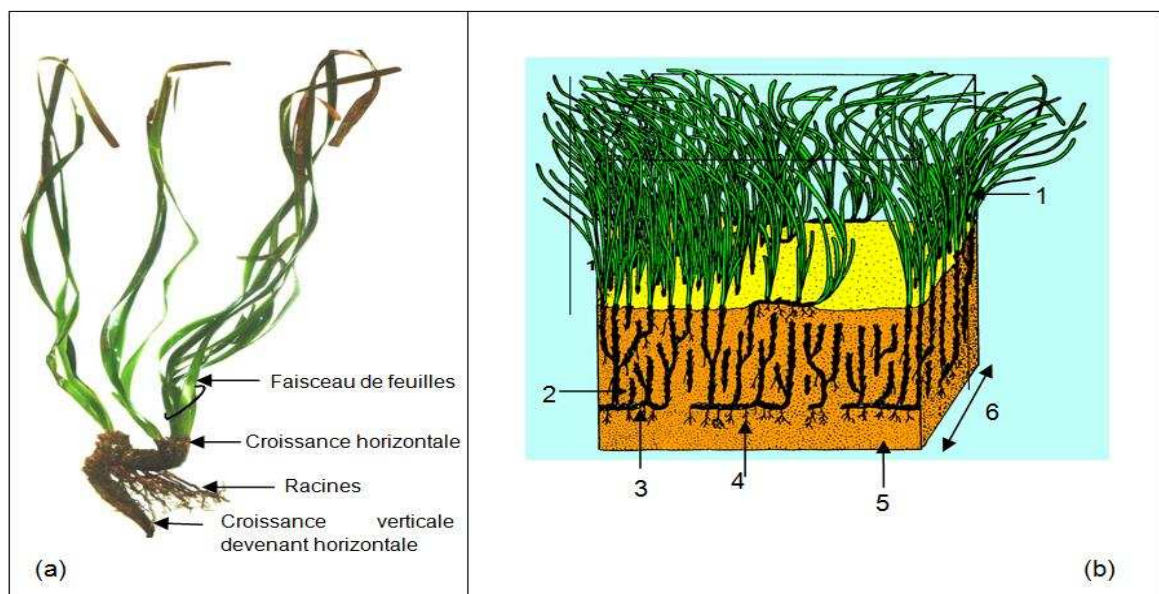 Faisceau de feuilles
Croissance horizontale
Racines
Croissance verticale
devenant horizontale
(a)
1
2
3
4
5
6
(b)